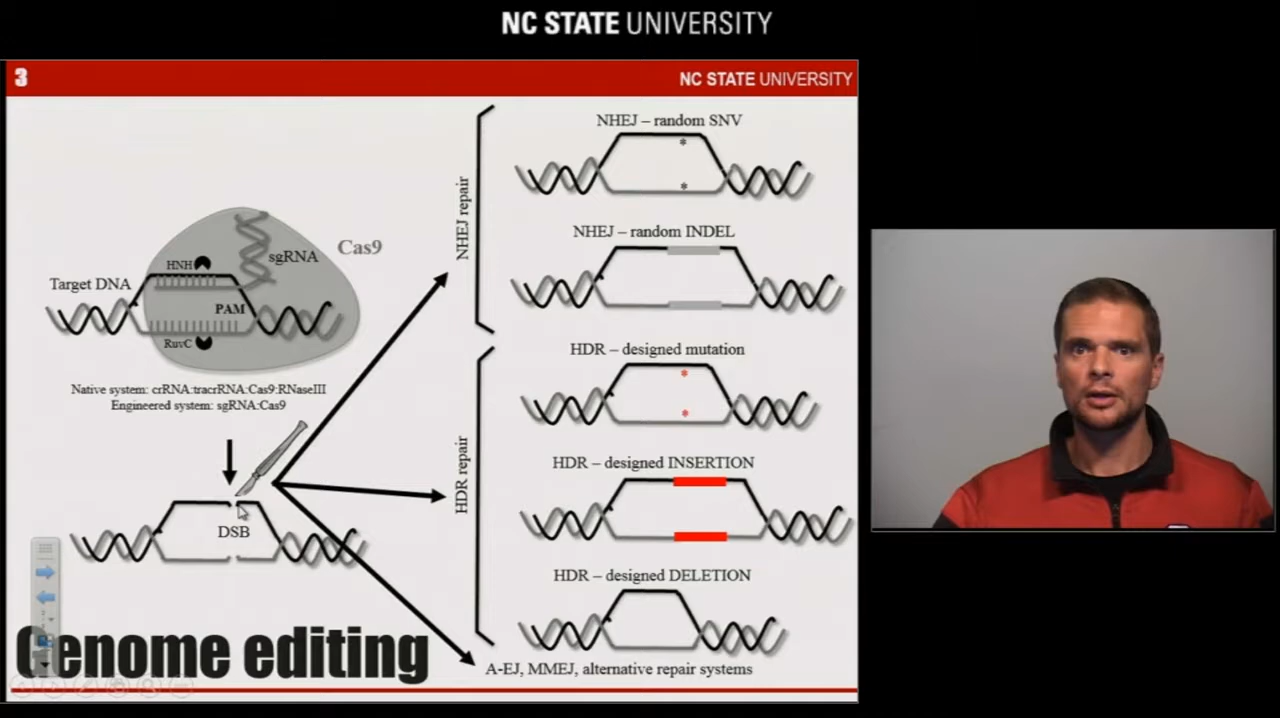 NC STATE UNIVERSITY
3
NC STATE UNIVERSITY
Target DNA
HNH
sgRNA
Cas9
PAM
RuvC
Native system: crRNA:tracrRNA:Cas9:RNaseIII
Engineered system: sgRNA:Cas9
DSB
NHEJ repair
NHEJ – random SNV
*
*
NHEJ – random INDEL
HDR repair
HDR – designed mutation
*
*
HDR – designed INSERTION
HDR – designed DELETION
A-EJ, MMEJ, alternative repair systems
Genome editing